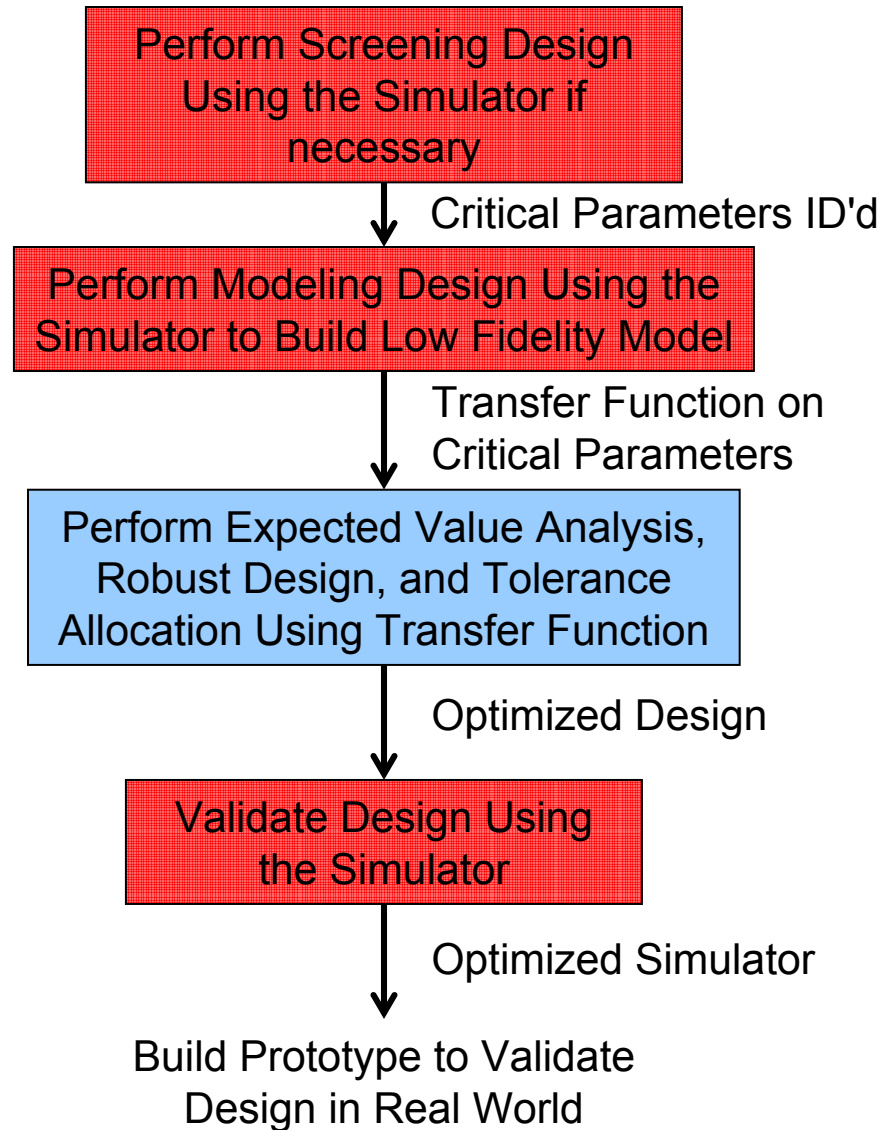 Perform Screening Design
Using the Simulator if
necessary
Critical Parameters ID'd
Perform Modeling Design Using the
Simulator to Build Low Fidelity Model
Transfer Function on
Critical Parameters
Perform Expected Value Analysis,
Robust Design, and Tolerance
Allocation Using Transfer Function
Optimized Design
Validate Design Using
the Simulator
Optimized Simulator
Build Prototype to Validate
Design in Real World